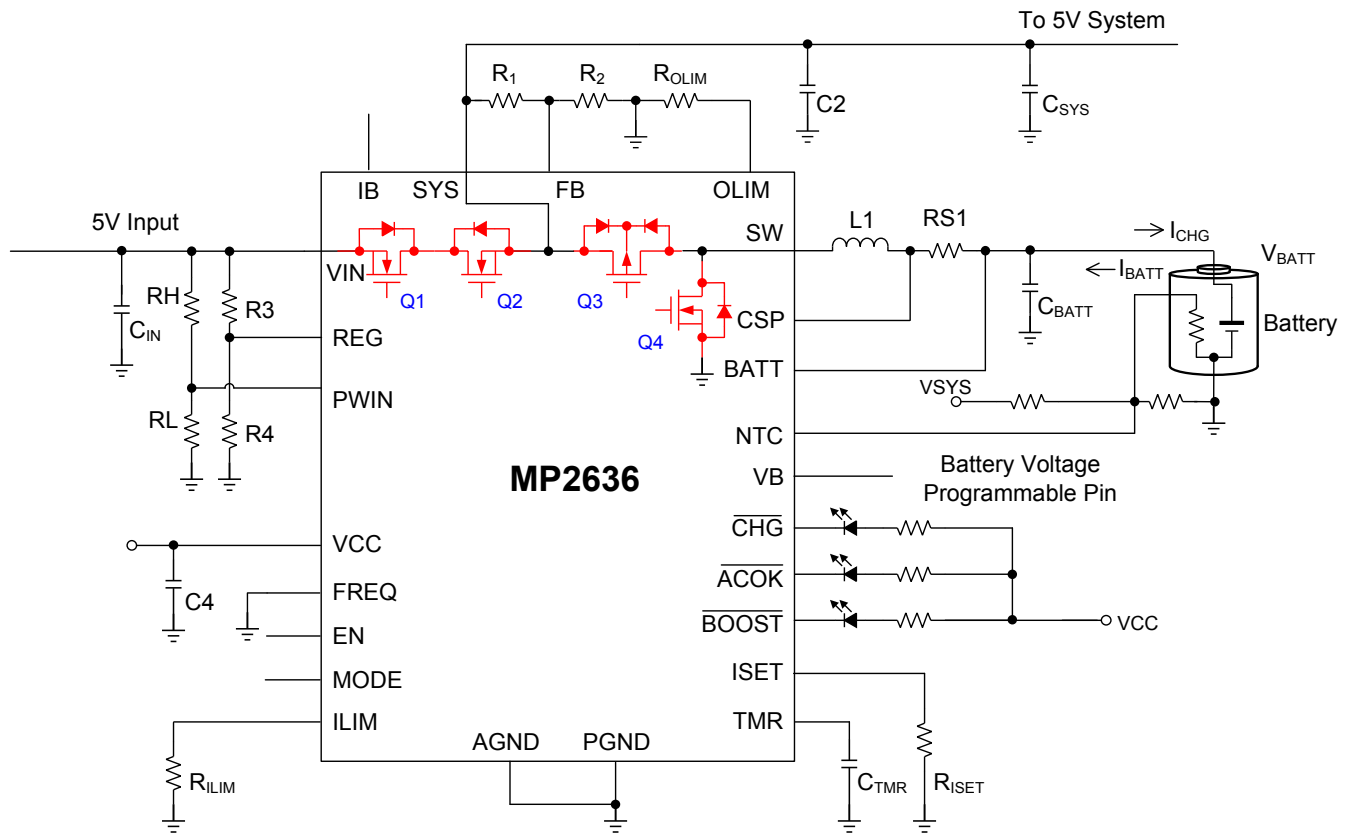 To 5V System
R1
R2
ROLIM
C2
CSYS
IB
SYS
FB
OLIM
5V Input
VIN
SW
L1
RS1
ICHG
IBATT
VBATT
Q1
Q2
Q3
Q4
RH
R3
CIN
REG
CSP
CBATT
Battery
BATT
PWIN
RL
R4
VSYS
NTC
MP2636
VB
Battery Voltage
Programmable Pin
CHG
VCC
ACOK
C4
FREQ
BOOST
VCC
EN
MODE
ISET
ILIM
TMR
AGND
PGND
RILIM
CTMR
RISET